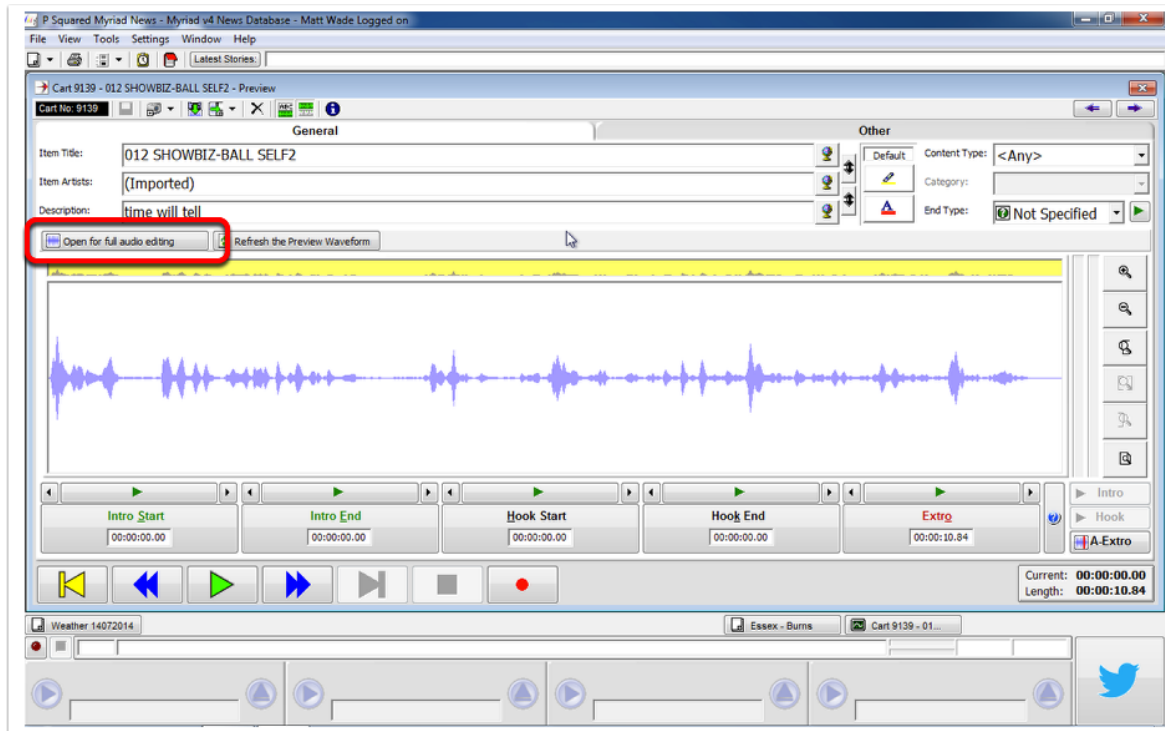 P Squared Myriad News - Myriad v4 News Database - Matt Wade Logged on
File View Tools Settings Window Help
Latest Stories:
Cart 9139 - 012 SHOWBIZ-BALL SELF2 - Preview
Cart No: 9139
General Other
Item Title: 012 SHOWBIZ-BALL SELF2 Default Content Type: <Any>
Item Artists: (Imported) Category:
Description: time will tell End Type: Not Specified
Open for full audio editing Refresh the Preview Waveform
Intro
Intro Start Intro End Hook Start Hook End Extro Hook
00:00:00.00 00:00:00.00 00:00:00.00 00:00:00.00 00:00:10.84 A-Extro
Current: 00:00:00.00
Length: 00:00:10.84
Weather 14072014 Essex - Burns Cart 9139 - 01...